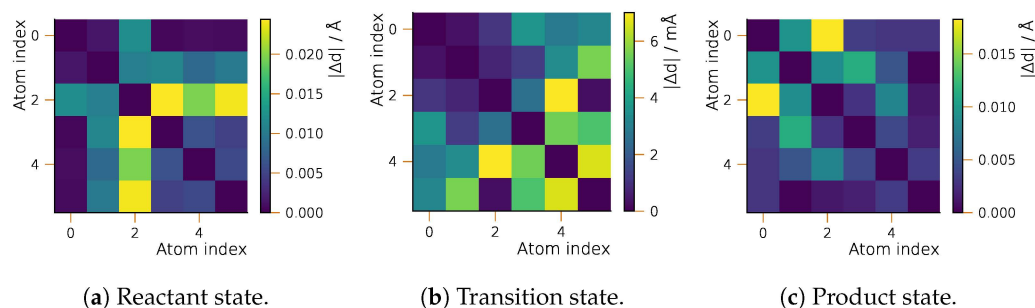 0
2
4
Atom index
0
2
4
Atom index
0.020
0.015
0.010
0.005
0.000
|Δd| / Å
0
2
4
Atom index
0
2
4
Atom index
6
4
2
0
|Δd| / mÅ
0
2
4
Atom index
0
2
4
Atom index
0.015
0.010
0.005
0.000
|Δd| / Å
(a) Reactant state.
(b) Transition state.
(c) Product state.